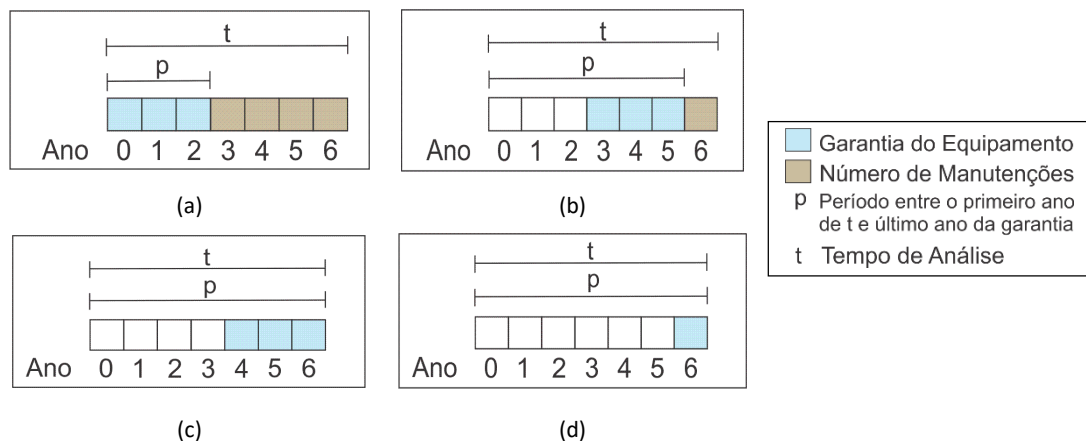 t
p
Ano 0 1 2 3 4 5 6
(a)
t
p
Ano 0 1 2 3 4 5 6
(b)
t
p
Ano 0 1 2 3 4 5 6
(c)
t
p
Ano 0 1 2 3 4 5 6
(d)
Garantia do Equipamento
Número de Manutenções
p Período entre o primeiro ano
de t e último ano da garantia
t Tempo de Análise